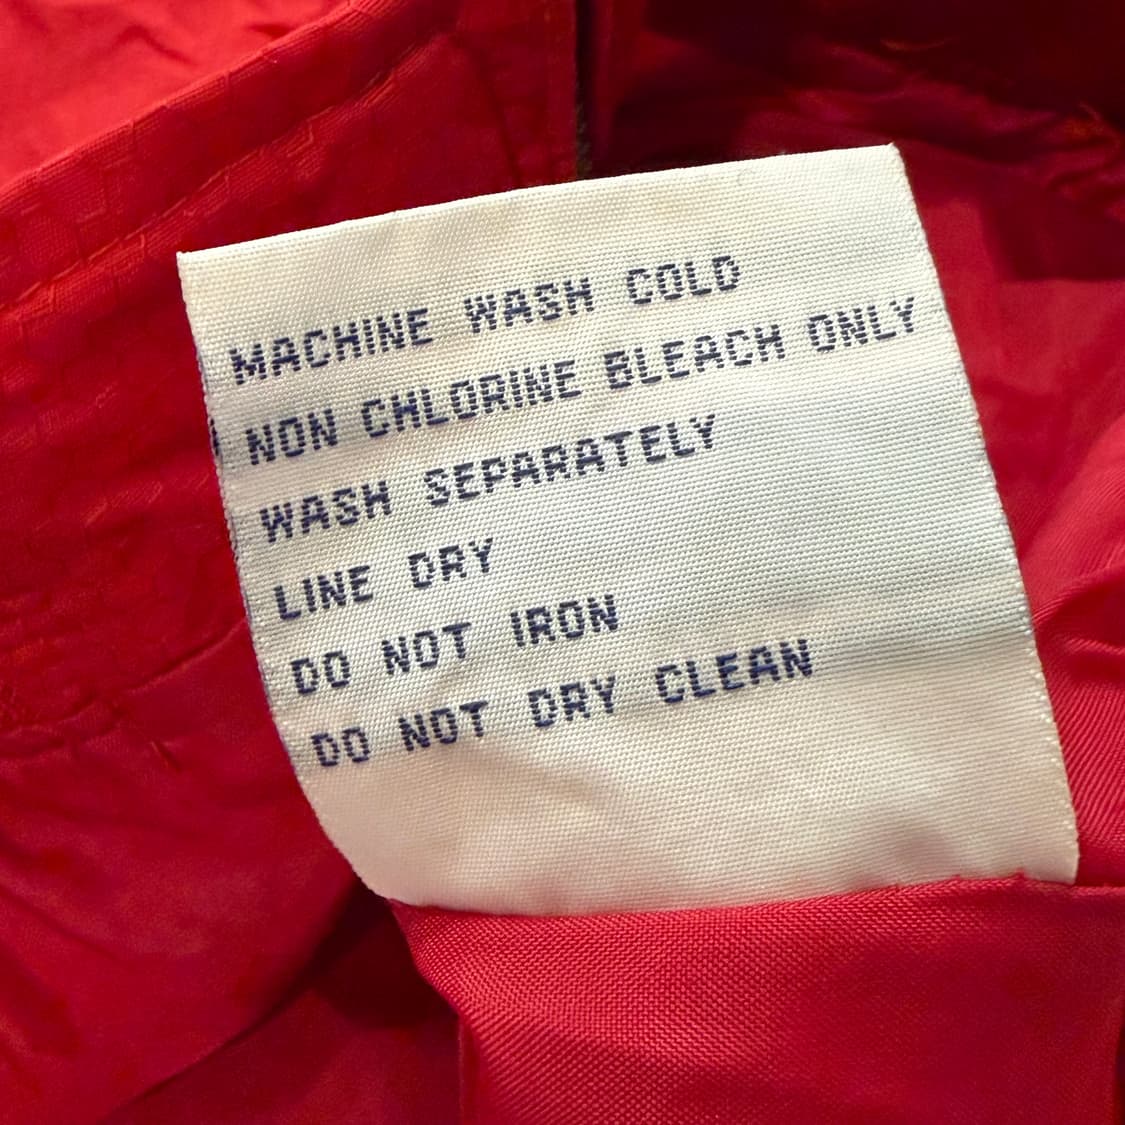 MACHINE WASH COLD
NON CHLORINE BLEACH ONLY
WASH SEPARATELY
LINE DRY
DO NOT IRON
DO NOT DRY CLEAN